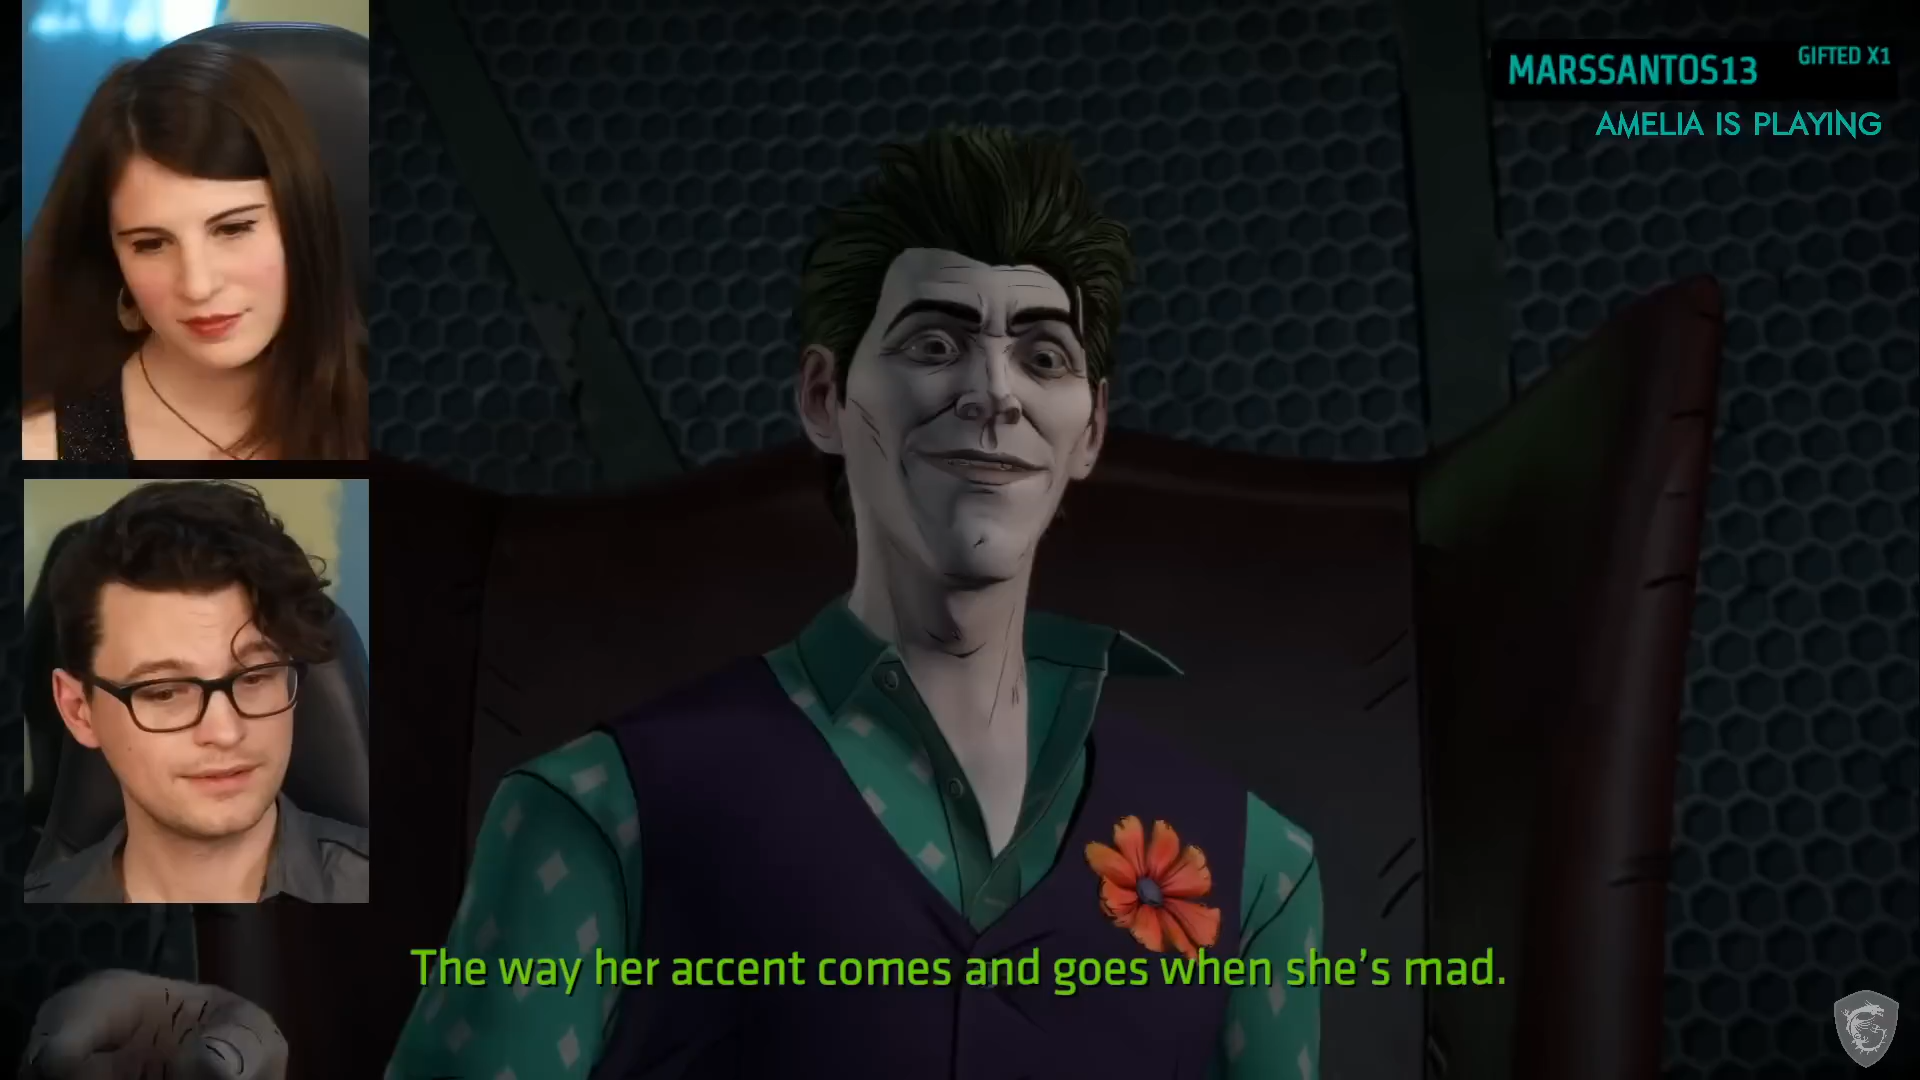 MARSSANTOS13
GIFTED X1
AMELIA IS PLAYING
The way her accent comes and goes when she's mad.